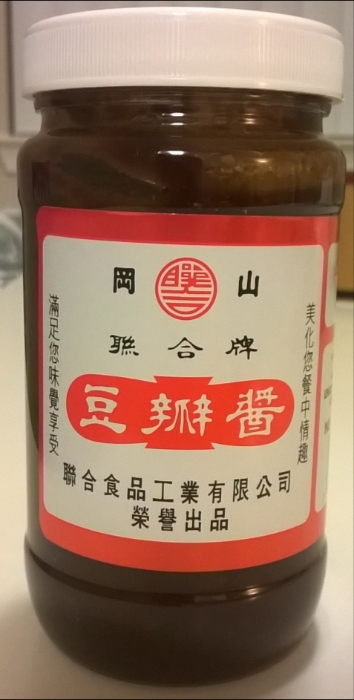 岡山
聯合牌
豆瓣醬
滿足您味覺享受
美化您餐中情趣
聯合食品工業有限公司
榮譽出品